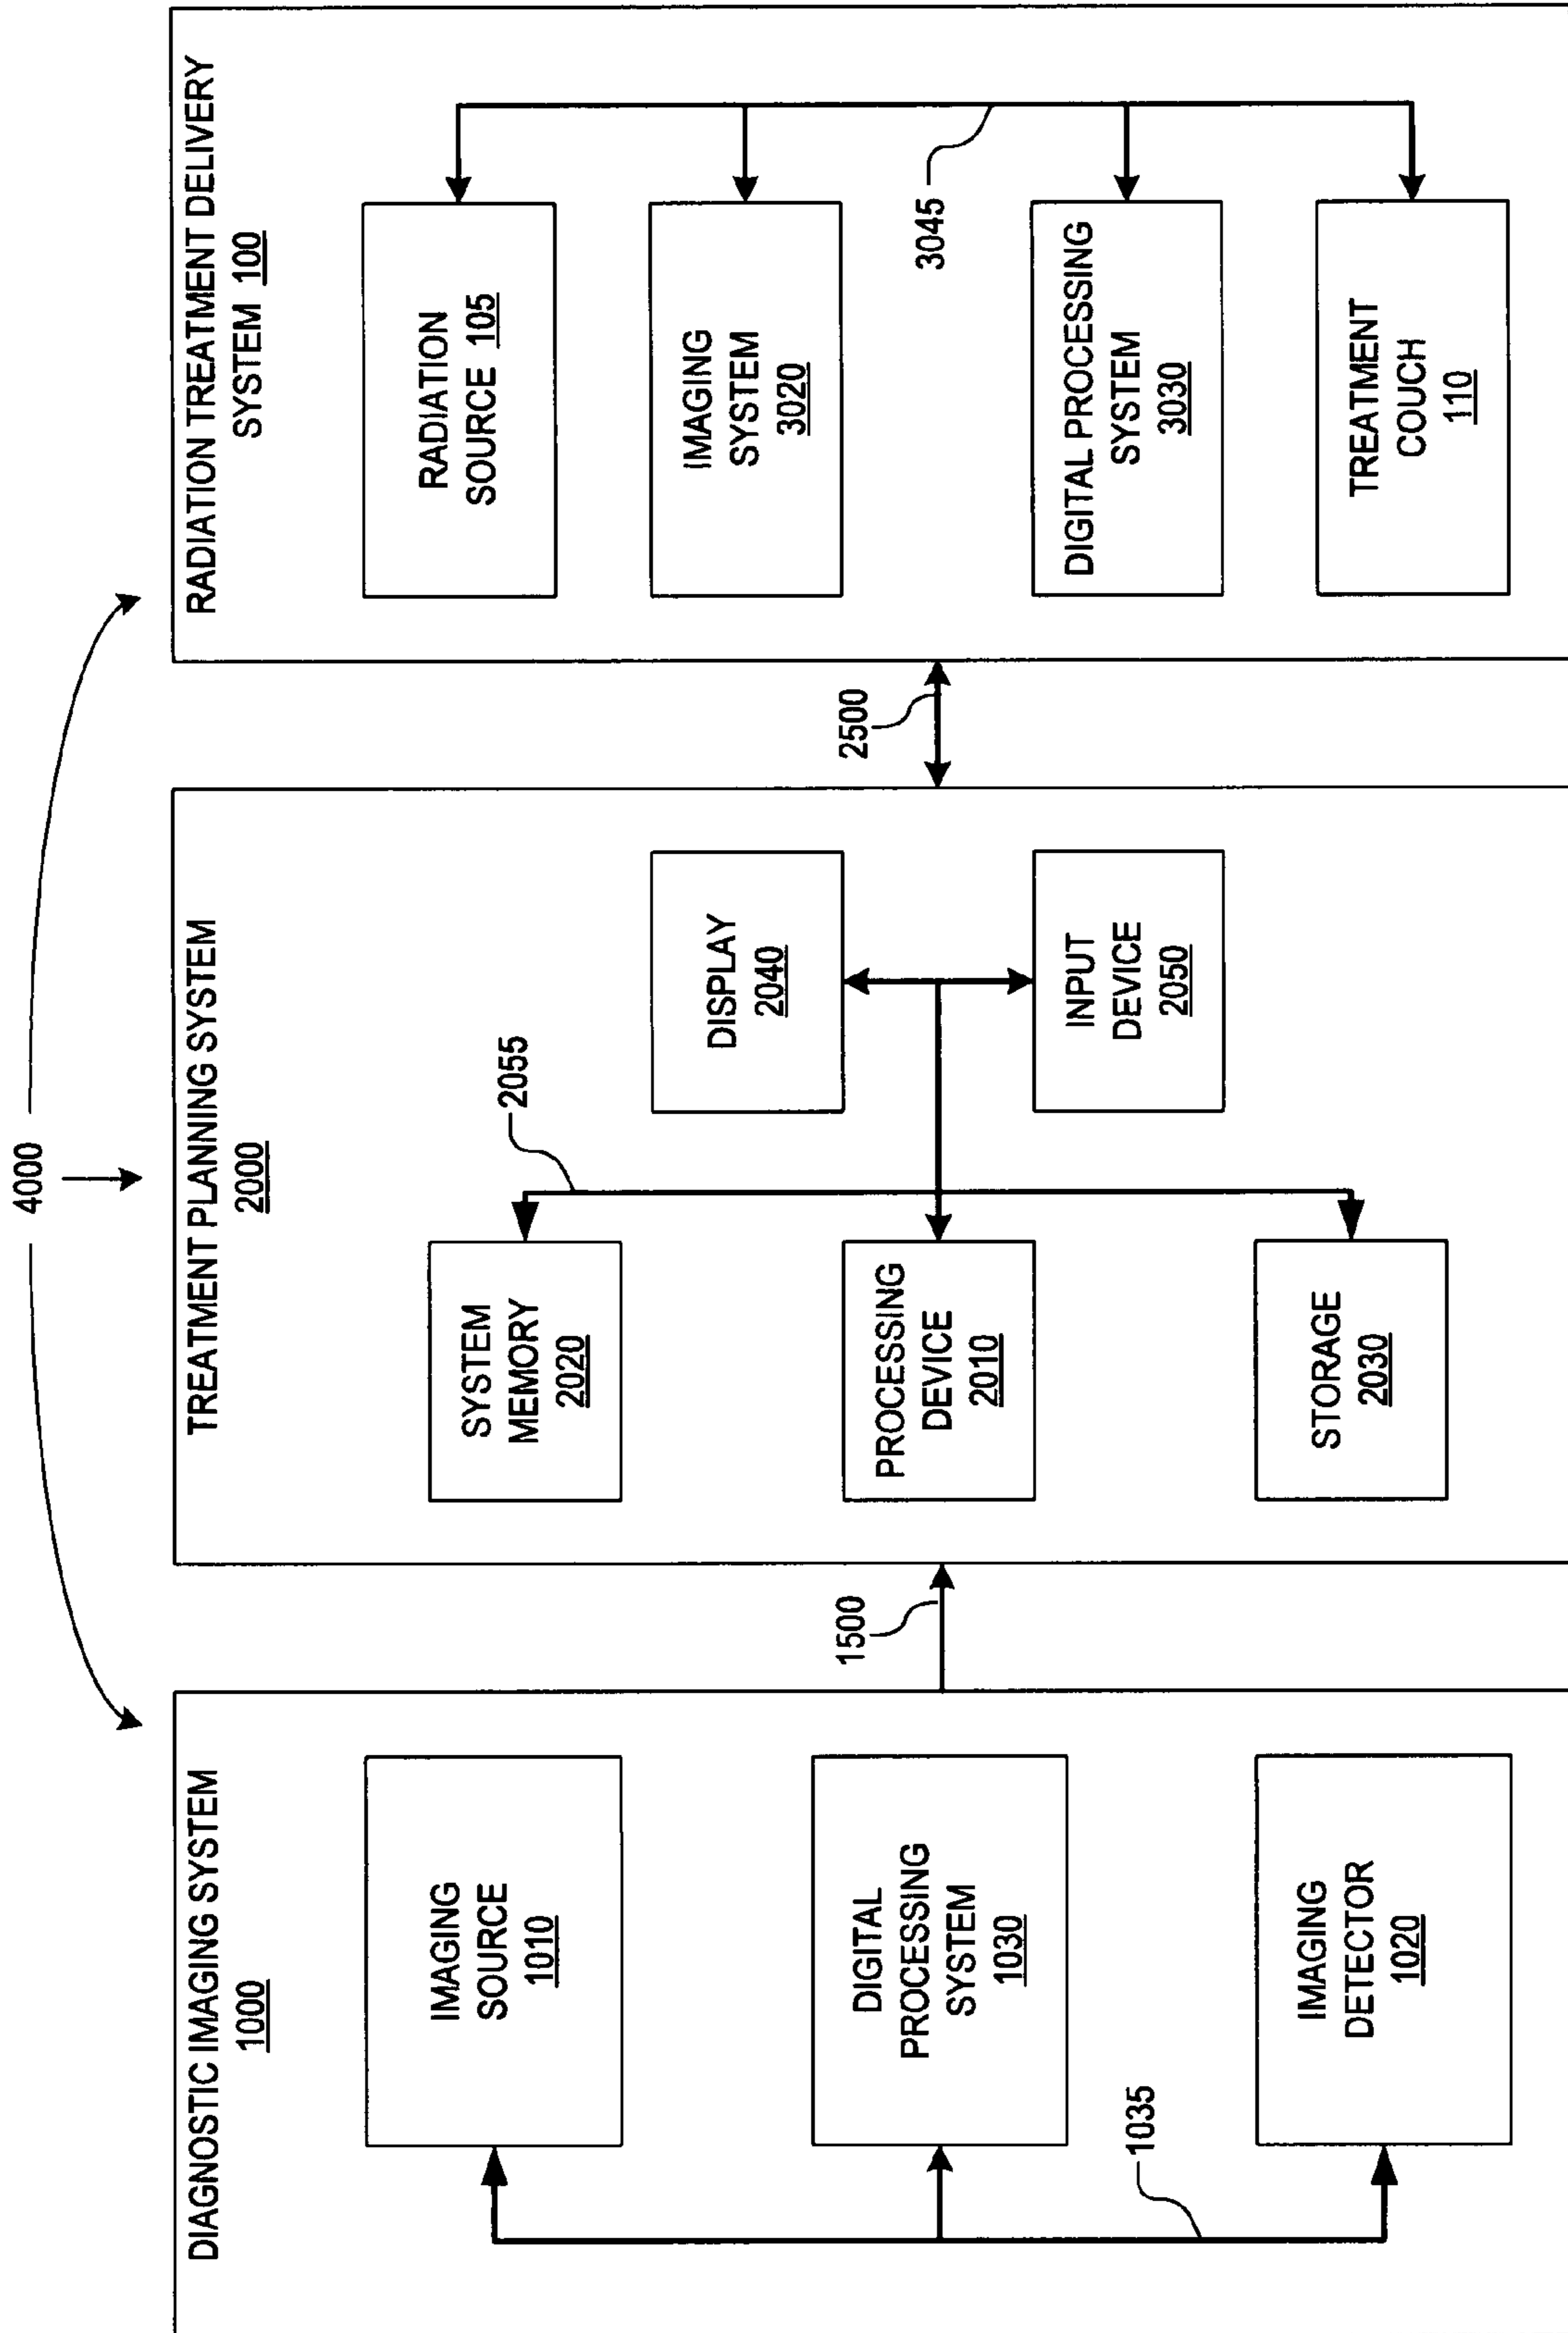 4000
DIAGNOSTIC IMAGING SYSTEM
1000
IMAGING
SOURCE
1010
DIGITAL
PROCESSING
SYSTEM
1030
IMAGING
DETECTOR
1020
1035
1500
TREATMENT PLANNING SYSTEM
2000
SYSTEM
MEMORY
2020
2055
PROCESSING
DEVICE
2010
STORAGE
2030
DISPLAY
2040
INPUT
DEVICE
2050
2500
RADIATION TREATMENT DELIVERY
SYSTEM 100
RADIATION
SOURCE 105
IMAGING
SYSTEM
3020
3045
DIGITAL PROCESSING
SYSTEM
3030
TREATMENT
COUCH
110